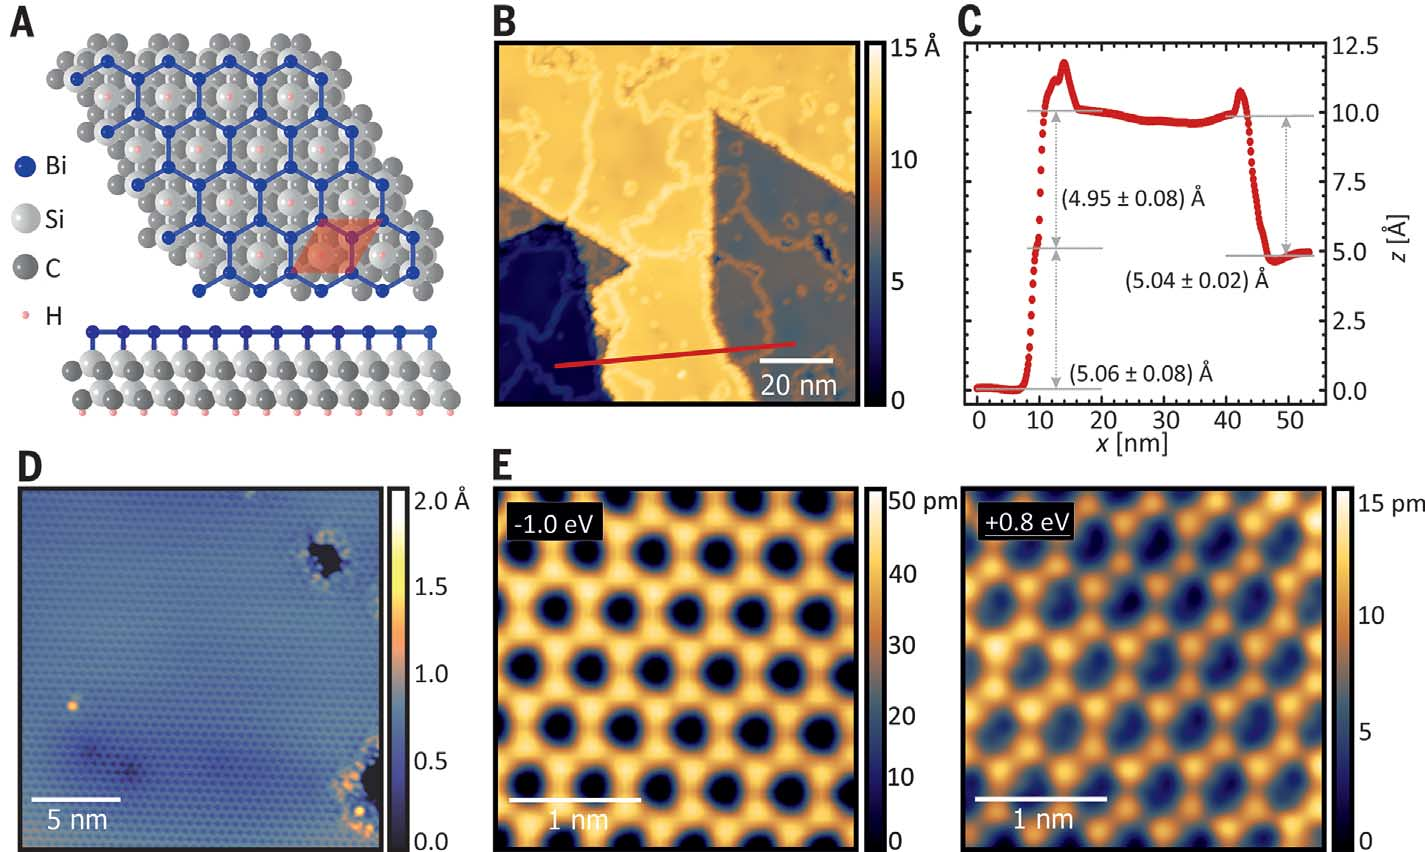 A
Bi
Si
C
H
B
15 Å
10
5
0
20 nm
C
12.5
10.0
7.5
5.0
2.5
0.0
z [Å]
(4.95 ± 0.08) Å
(5.04 ± 0.02) Å
(5.06 ± 0.08) Å
0 10 20 30 40 50
x [nm]
D
2.0 Å
1.5
1.0
0.5
0.0
5 nm
E
-1.0 eV
50 pm
40
30
20
10
0
1 nm
+0.8 eV
15 pm
10
5
0
1 nm